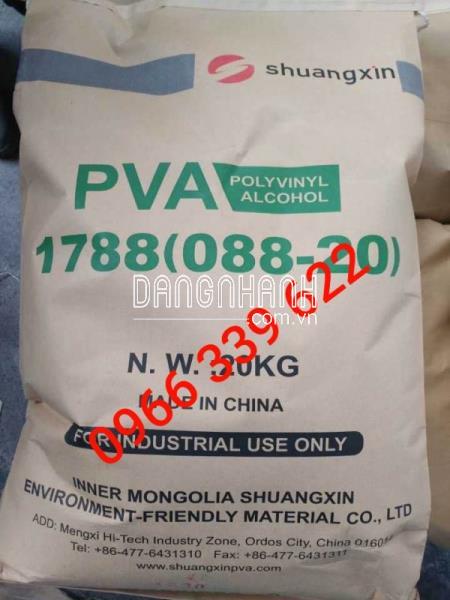 shuangxin
PVA
POLYVINYL
ALCOHOL
1788(088-20)
DANGNHANH
.com.vn
0966 339 622
N. W. :20KG
MADE IN CHINA
FOR INDUSTRIAL USE ONLY
INNER MONGOLIA SHUANGXIN
ENVIRONMENT-FRIENDLY MATERIAL CO., LTD
ADD: Mengxi Hi-Tech Industry Zone, Ordos City, China
Tel: +86-477-6431310 Fax: +86-477-6431311
www.shuangxinpva.com